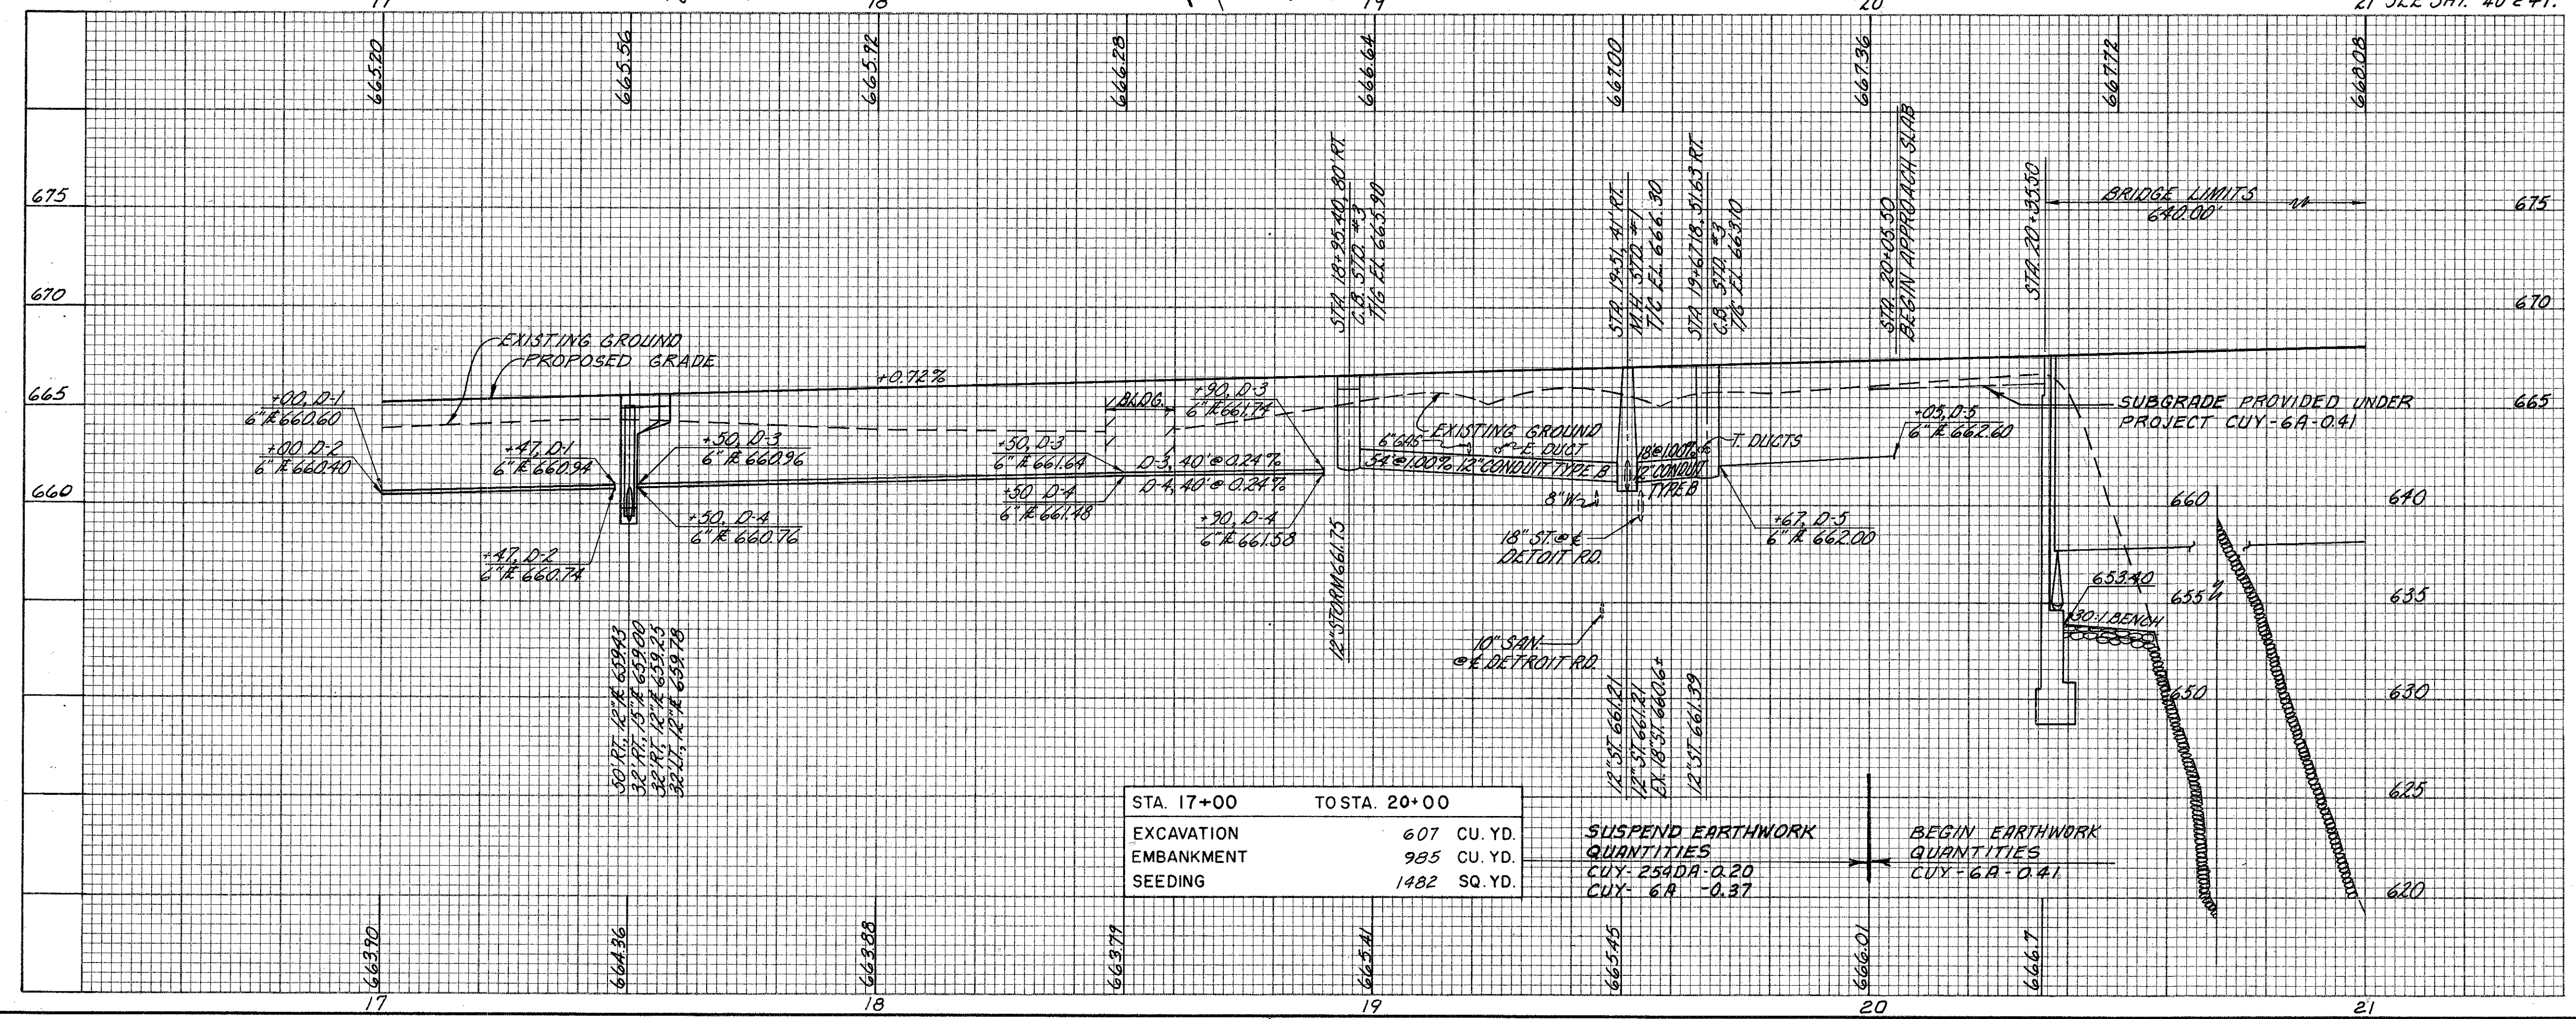 17 18 19 20 21 SEE SHT. 40 & 41.
665.20 665.56 665.92 666.28 666.64 667.00 667.36 667.72 668.08
STA. 18+95.40, 80' RT.
C.B. STD. #3
T/G EL. 665.90
STA. 19+51, 41' RT.
M.H. STD. #1
T/C EL. 666.30
STA. 19+67.18, 51.63 RT.
C.B. STD. #3
T/G EL. 663.10
STA. 20+05.50
BEGIN APPROACH SLAB
STA. 20+35.50
BRIDGE LIMITS
640.00'
675 675
670 670
665 665
660 660 640
655 635
650 630
625
620
EXISTING GROUND
PROPOSED GRADE
+0.72%
+00, D-1
6" 660.60
+00 D-2
6" 660.40
+47, D-1
6" 660.94
+47, D-2
6" 660.74
+50, D-3
6" 660.96
+50, D-4
6" 660.76
BLDG.
+50, D-3
6" 661.64
+50 D-4
6" 661.48
D-3, 40' @ 0.24%
D-4, 40' @ 0.24%
+90, D-3
6" 661.74
+90, D-4
6" 661.58
EXISTING GROUND
6" GAS
E. DUCT
T. DUCTS
54' @ 1.00% 12" CONDUIT TYPE B
18' @ 1.00%
12" CONDUIT
TYPE B
8" W
18" ST. @ ℄
DETOIT RD.
10" SAN.
@ ℄ DETROIT RD.
+67, D-5
6" 662.00
+05, D-5
6" 662.60
SUBGRADE PROVIDED UNDER
PROJECT CUY-6A-0.41
653.40
30:1 BENCH
50' RT., 12" 659.43
32' RT., 15" 659.00
32' RT., 12" 659.25
32' LT., 12" 659.78
12" STORM 661.75
12" ST. 661.21
12" ST. 661.21
EX. 18" ST. 660.6±
12" ST. 661.39
STA. 17+00 TO STA. 20+00
EXCAVATION 607 CU. YD.
EMBANKMENT 985 CU. YD.
SEEDING 1482 SQ. YD.
SUSPEND EARTHWORK
QUANTITIES
CUY-254DA-0.20
CUY- 6A -0.37
BEGIN EARTHWORK
QUANTITIES
CUY-6A-0.41
663.90 664.36 663.88 663.79 665.41 665.45 666.01 666.7
17 18 19 20 21